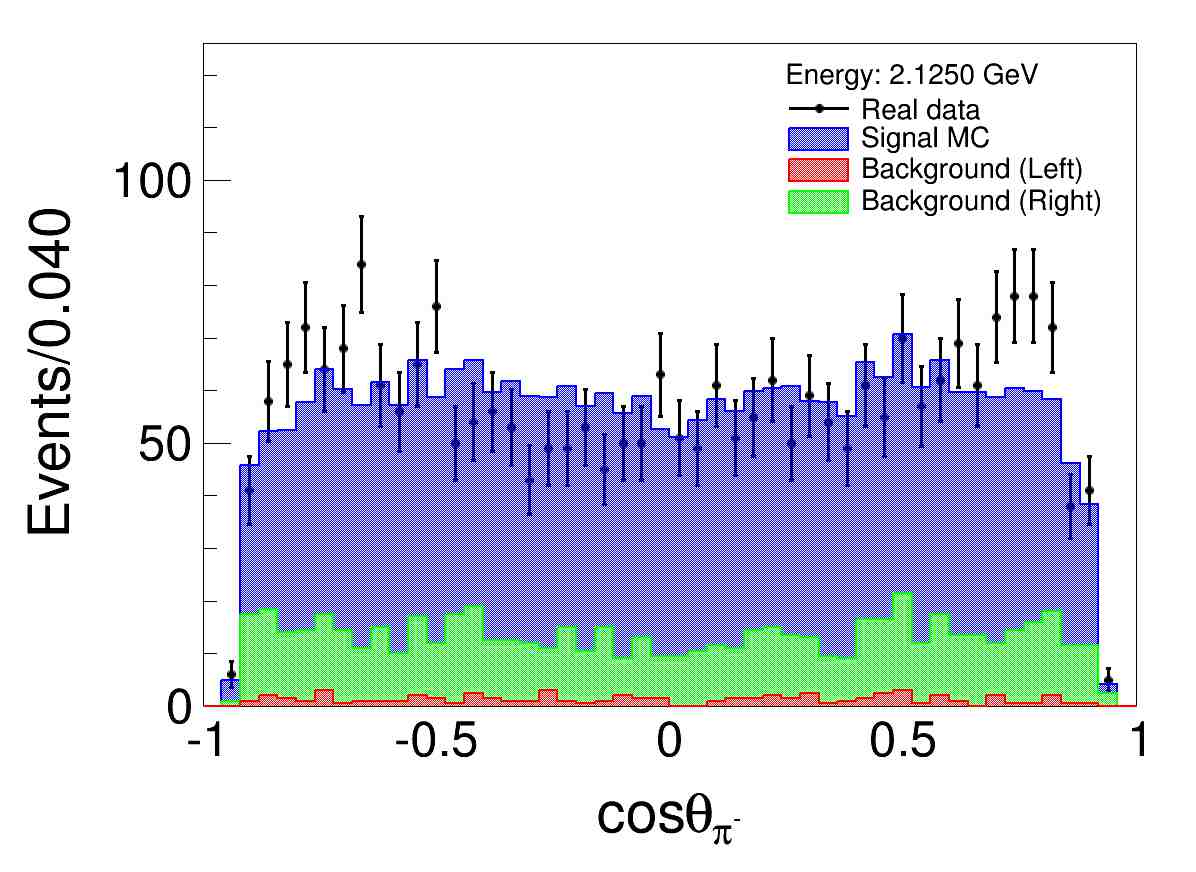 Energy: 2.1250 GeV
Real data
Signal MC
Background (Left)
Background (Right)
Events/0.040
100
50
0
-1
-0.5
0
0.5
1
cosθπ-